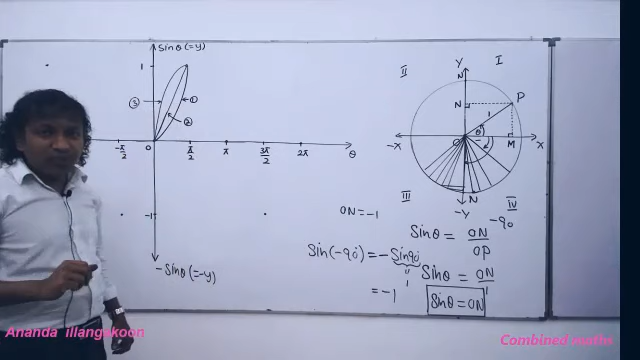 Sinθ(=y)
1
③
①
②
-π/2
0
π/2
π
3π/2
2π
θ
-1
-Sinθ(=-y)
II
Y
I
N
N
P
1
θ
-X
O
M
X
III
N
IV
-Y
-90
ON=-1
Sinθ = ON/OP
Sin(-90°) = -Sin90°
"
1
Sinθ = ON/1
= -1
Sinθ = ON
Ananda illangakoon
Combined maths